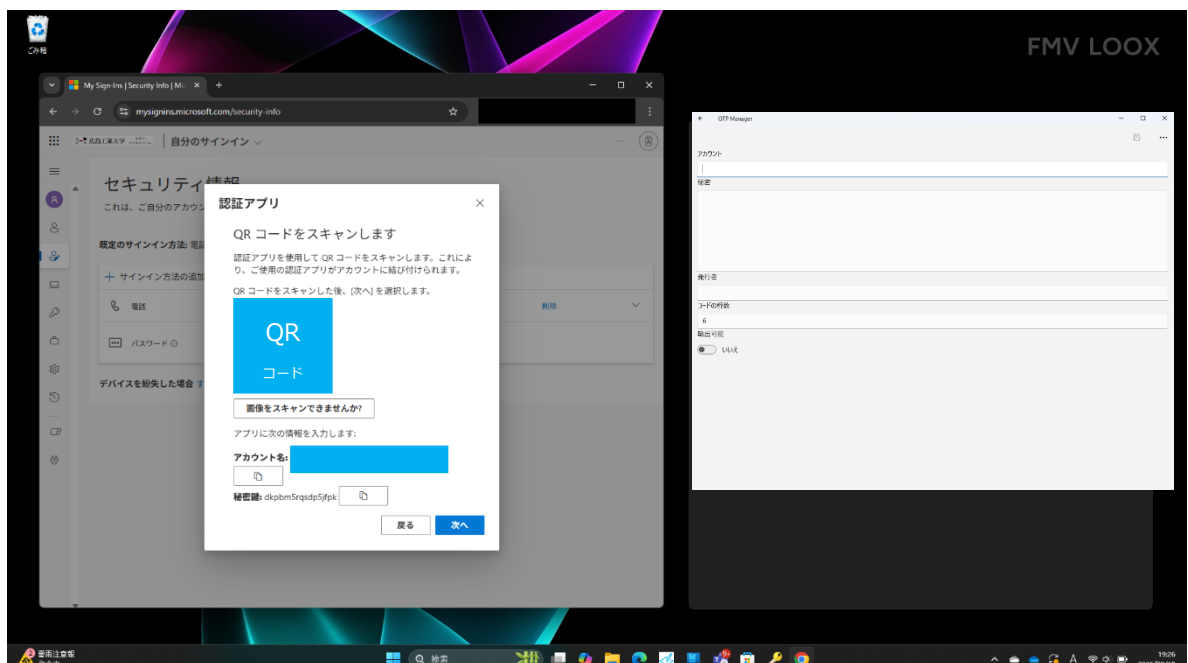 ごみ箱
FMV LOOX
My Sign-Ins | Security Info | Mi
mysignins.microsoft.com/security-info
自分のサインイン
セキュリティ情報
これは、ご自分のアカウン
既定のサインイン方法: 電話
+ サインイン方法の追加
電話
削除
パスワード
デバイスを紛失した場合 す
認証アプリ
QR コードをスキャンします
認証アプリを使用して QR コードをスキャンします。これによ
り、ご使用の認証アプリがアカウントに結び付けられます。
QR コードをスキャンした後、[次へ] を選択します。
QR
コード
画像をスキャンできませんか?
アプリに次の情報を入力します:
アカウント名:
秘密鍵: dkpbm5rqsdp5jfpk
戻る
次へ
OTP Manager
アカウント
秘密
発行者
コードの桁数
6
輸出可能
いいえ
雷雨注意報
検索
A
19:26